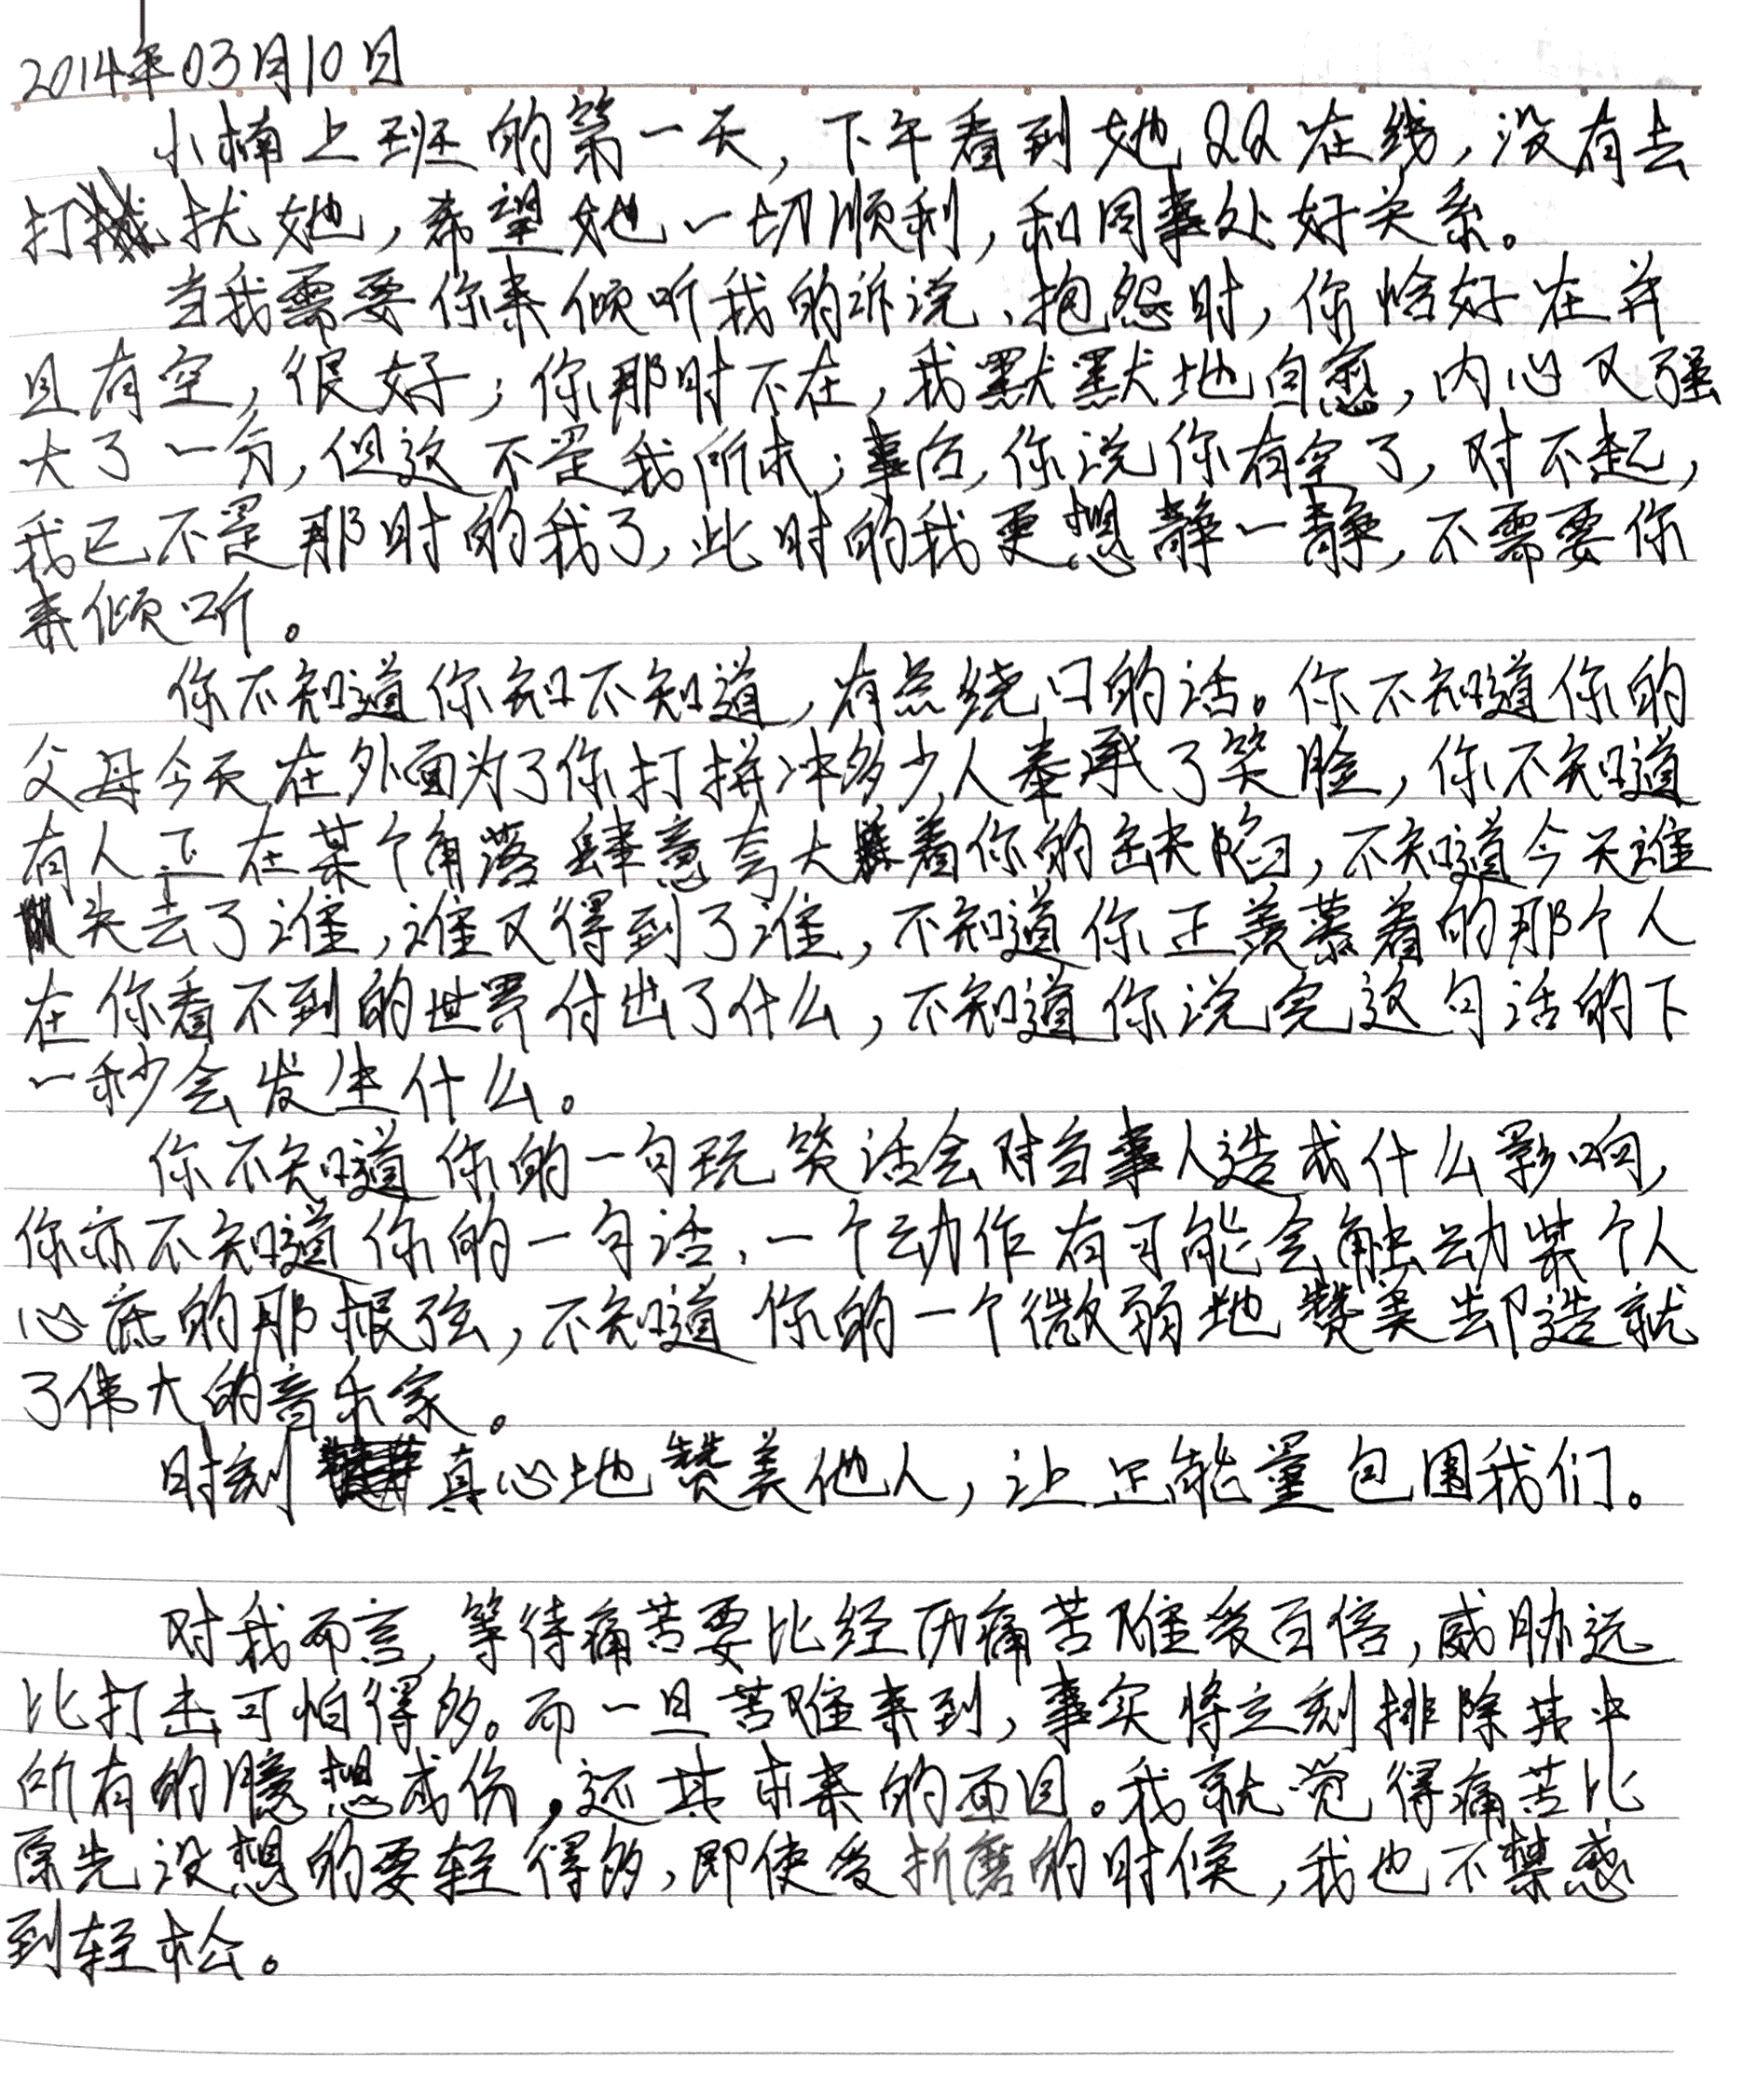 2014年03月10日
小楠上班的第一天，下午看到她QQ在线，没有去
打扰她，希望她一切顺利，和同事处好关系。
当我需要你来倾听我的诉说、抱怨时，你恰好在并
且有空，很好；你那时不在，我默默地自愈，内心又强
大了一分，但这不是我所求；事后，你说你有空了，对不起，
我已不是那时的我了，此时的我更想静一静，不需要你
来倾听。
你不知道你知不知道，有点绕口的话。你不知道你的
父母今天在外面为了你打拼冲多少人奉承了笑脸，你不知道
有人正在某个角落肆意夸大着你的缺陷，不知道今天谁
失去了谁，谁又得到了谁，不知道你正羡慕着的那个人
在你看不到的世界付出了什么，不知道你说完这句话的下
一秒会发生什么。
你不知道你的一句玩笑话会对当事人造成什么影响，
你亦不知道你的一句话、一个动作有可能会触动某个人
心底的那根弦，不知道你的一个微弱地赞美却造就
了伟大的音乐家。
时刻真心地赞美他人，让正能量包围我们。
对我而言，等待痛苦要比经历痛苦难受百倍，威胁远
比打击可怕得多。而一旦苦难来到，事实将立刻排除其中
所有的臆想成份，还其本来的面目。我就觉得痛苦比
原先设想的要轻得多，即使受折磨的时候，我也不禁感
到轻松。